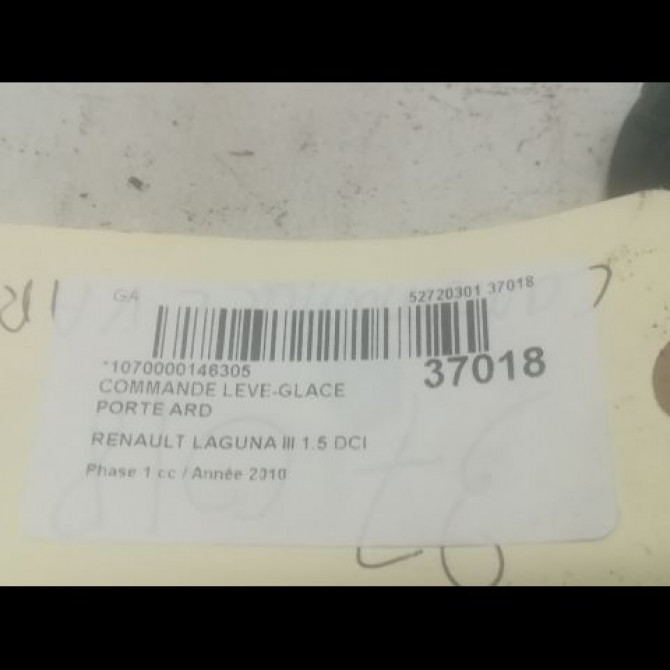 G4 52720301 37018
*1070000146305 37018
COMMANDE LEVE-GLACE
PORTE ARD
RENAULT LAGUNA III 1.5 DCI
Phase 1 cc / Année 2010